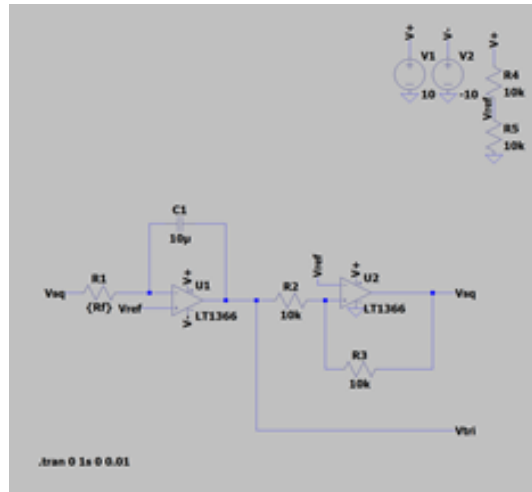 V+
V-
V1
10
V2
-10
V+
R4
10k
Vref
R5
10k
C1
10µ
R1
{Rf}
Vsq
Vref
V+
U1
V-
LT1366
R2
10k
Vref
V+
U2
LT1366
Vsq
R3
10k
Vtri
.tran 0 1s 0 0.01